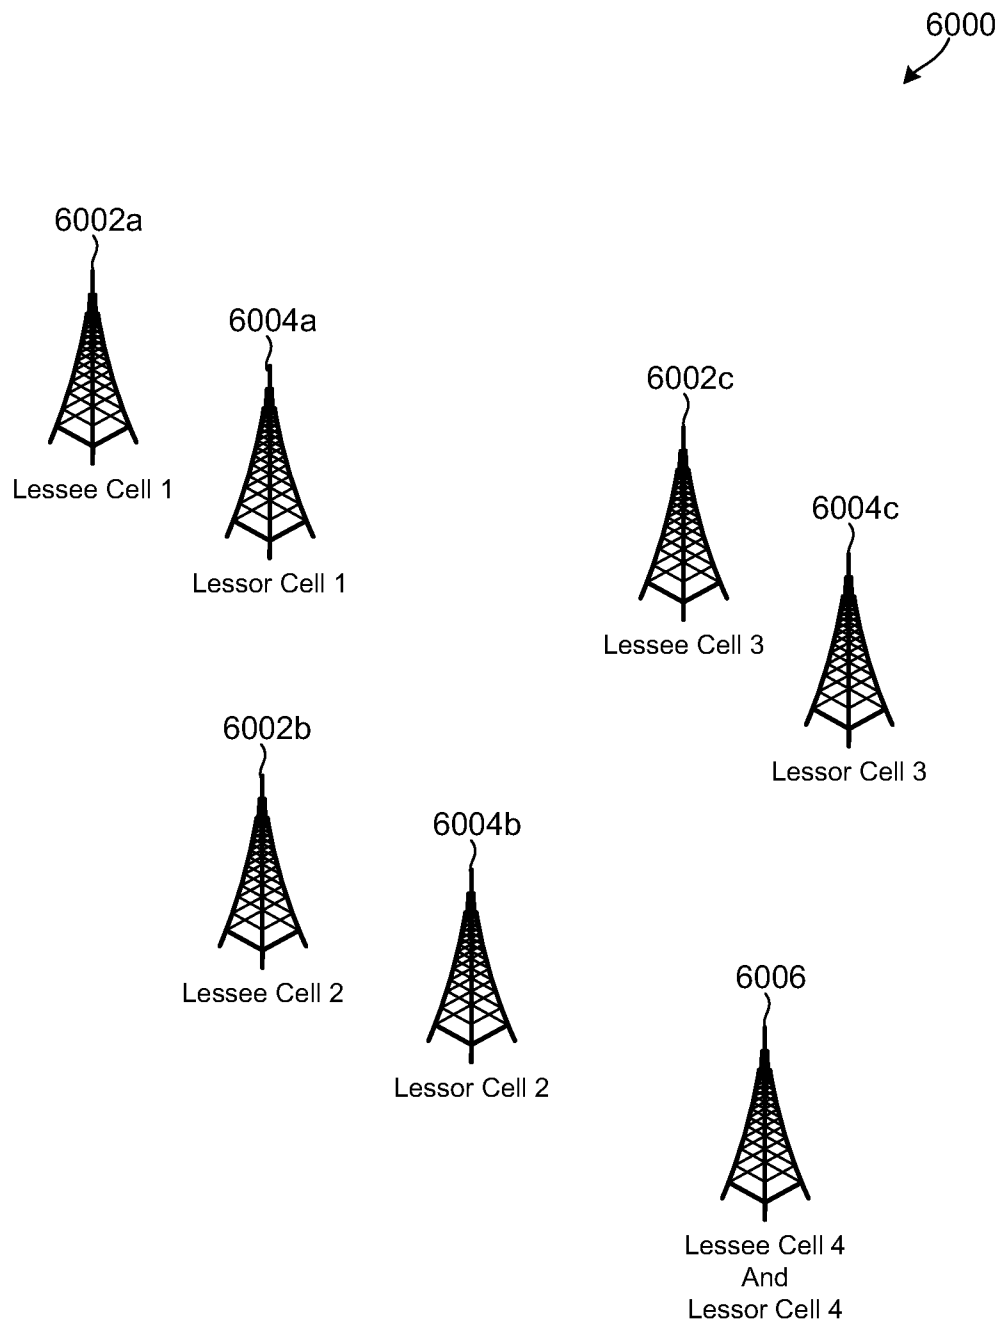 6000
6002a
6004a
6002c
Lessee Cell 1
6004c
Lessor Cell 1
Lessee Cell 3
6002b
Lessor Cell 3
6004b
6006
Lessee Cell 2
Lessor Cell 2
Lessee Cell 4
And
Lessor Cell 4